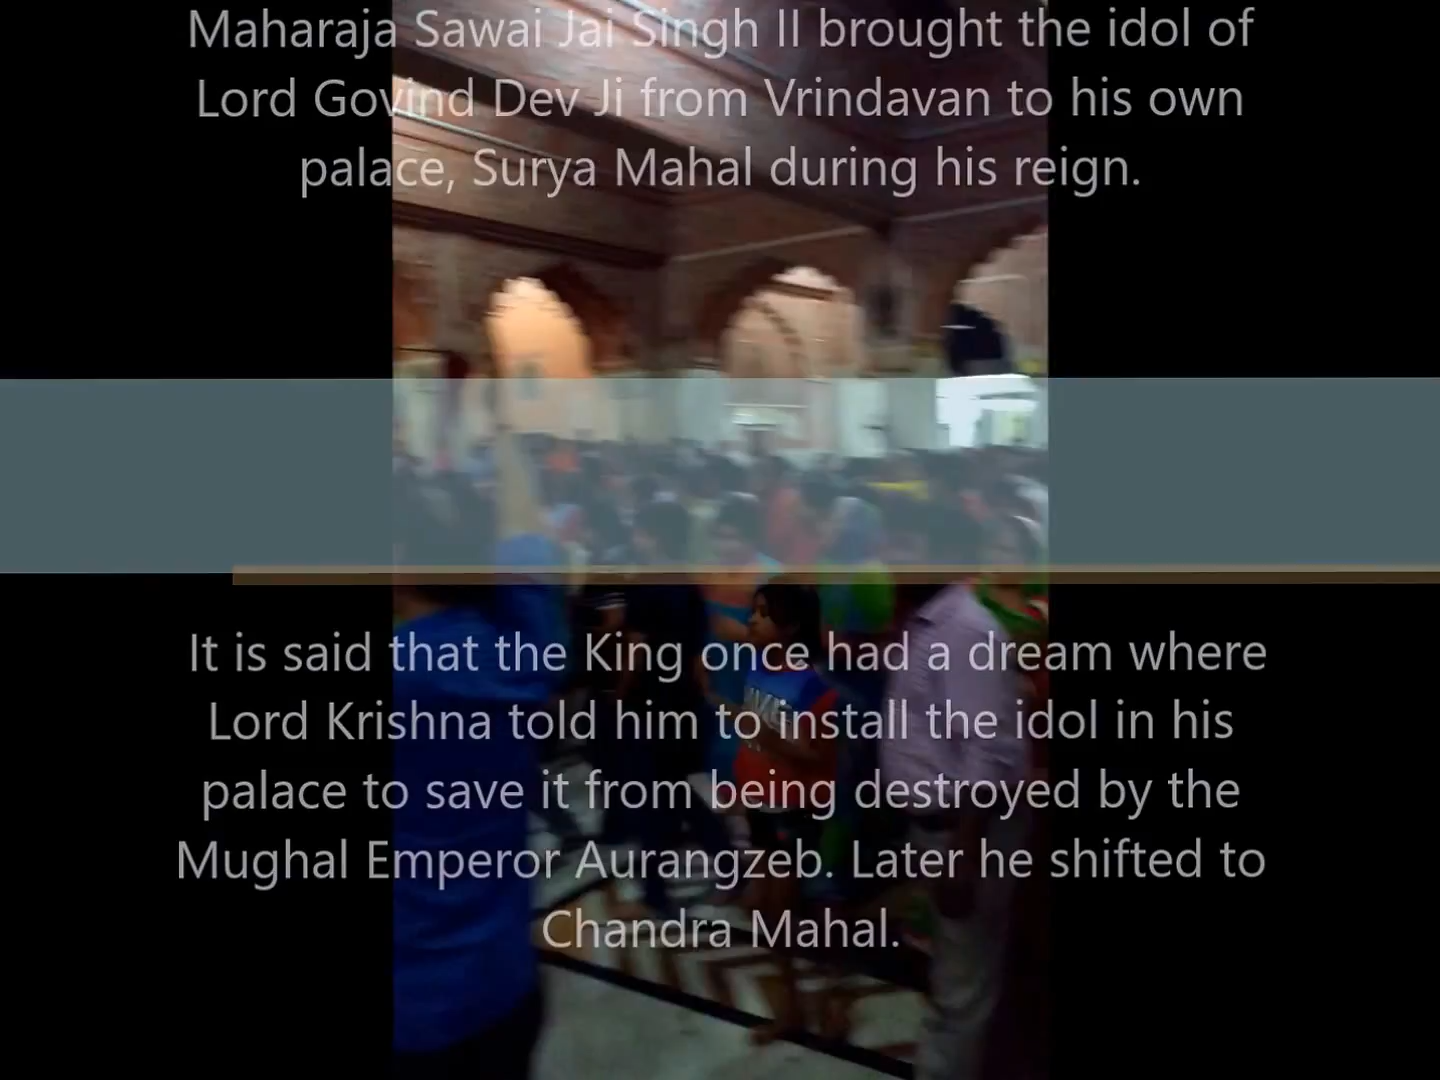 Maharaja Sawai Jai Singh II brought the idol of
Lord Govind Dev Ji from Vrindavan to his own
palace, Surya Mahal during his reign.
It is said that the King once had a dream where
Lord Krishna told him to install the idol in his
palace to save it from being destroyed by the
Mughal Emperor Aurangzeb. Later he shifted to
Chandra Mahal.